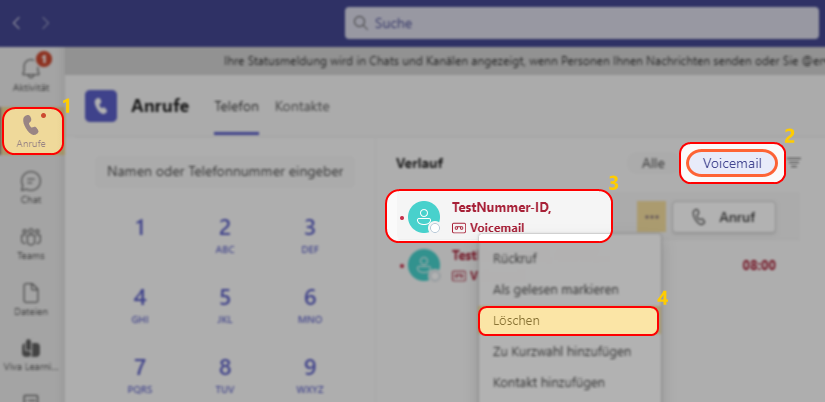 Suche
Ihre Statusmeldung wird in Chats und Kanälen angezeigt, wenn Personen Ihnen Nachrichten senden oder Sie @er
1
Aktivität
1
Anrufe
Anrufe
Telefon
Kontakte
Chat
Teams
Dateien
Viva Learni...
Namen oder Telefonnummer eingeber
1
2
ABC
3
DEF
4
GHI
5
JKL
6
MNO
7
PQRS
8
TUV
9
WXYZ
Verlauf
Alle
Voicemail
2
3
TestNummer-ID,
Voicemail
...
Anruf
08:00
Rückruf
Als gelesen markieren
Löschen
4
Zu Kurzwahl hinzufügen
Kontakt hinzufügen